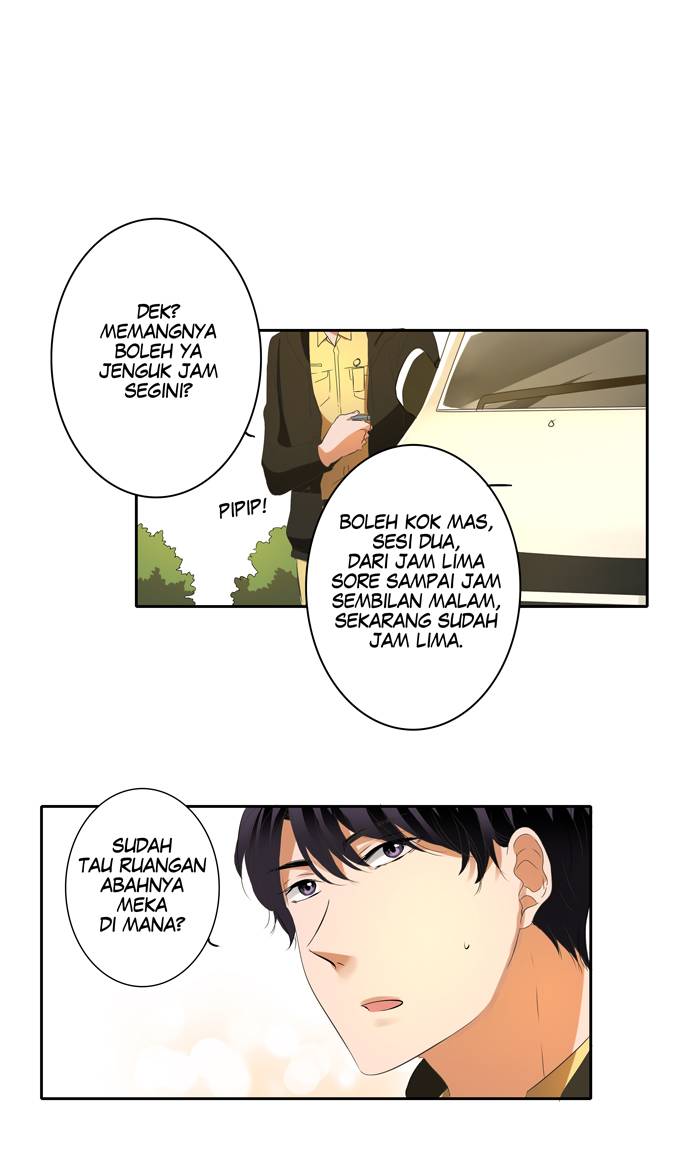 DEK?
MEMANGNYA
BOLEH YA
JENGUK JAM
SEGINI?
PIPIP!
BOLEH KOK MAS,
SESI DUA,
DARI JAM LIMA
SORE SAMPAI JAM
SEMBILAN MALAM,
SEKARANG SUDAH
JAM LIMA.
SUDAH
TAU RUANGAN
ABAHNYA
MEKA
DI MANA?